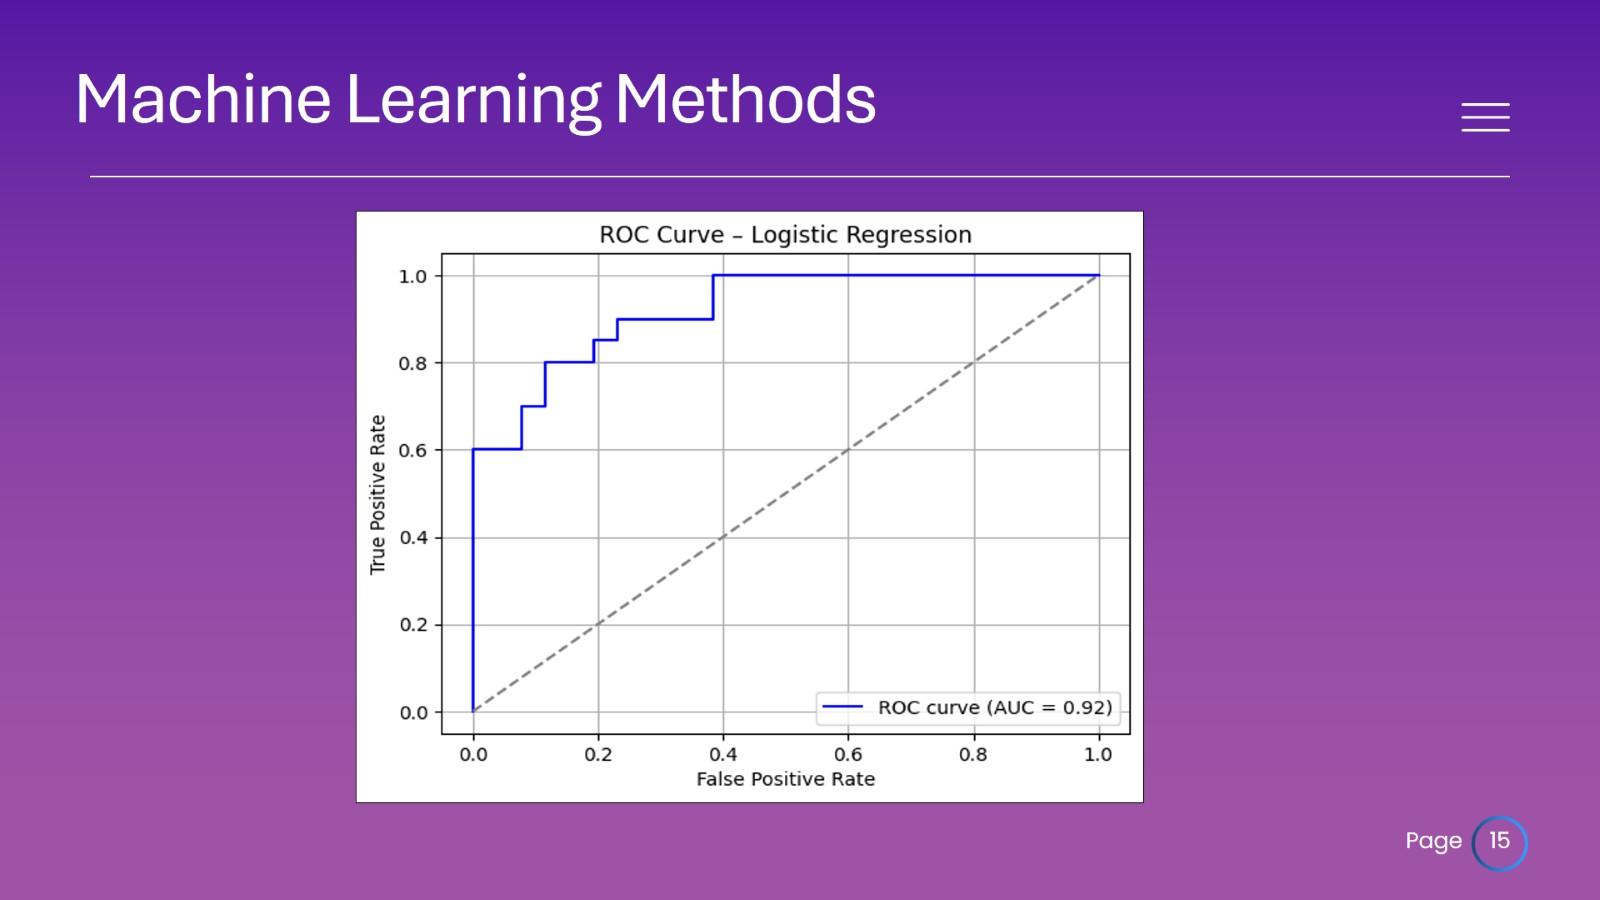 Machine Learning Methods
ROC Curve – Logistic Regression
1.0
0.8
0.6
0.4
0.2
0.0
True Positive Rate
ROC curve (AUC = 0.92)
0.0 0.2 0.4 0.6 0.8 1.0
False Positive Rate
Page 15